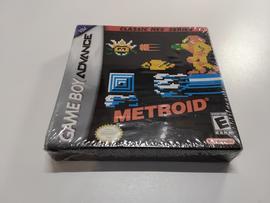 CLASSIC NES SERIES
GAME BOY ADVANCE
METROID
E